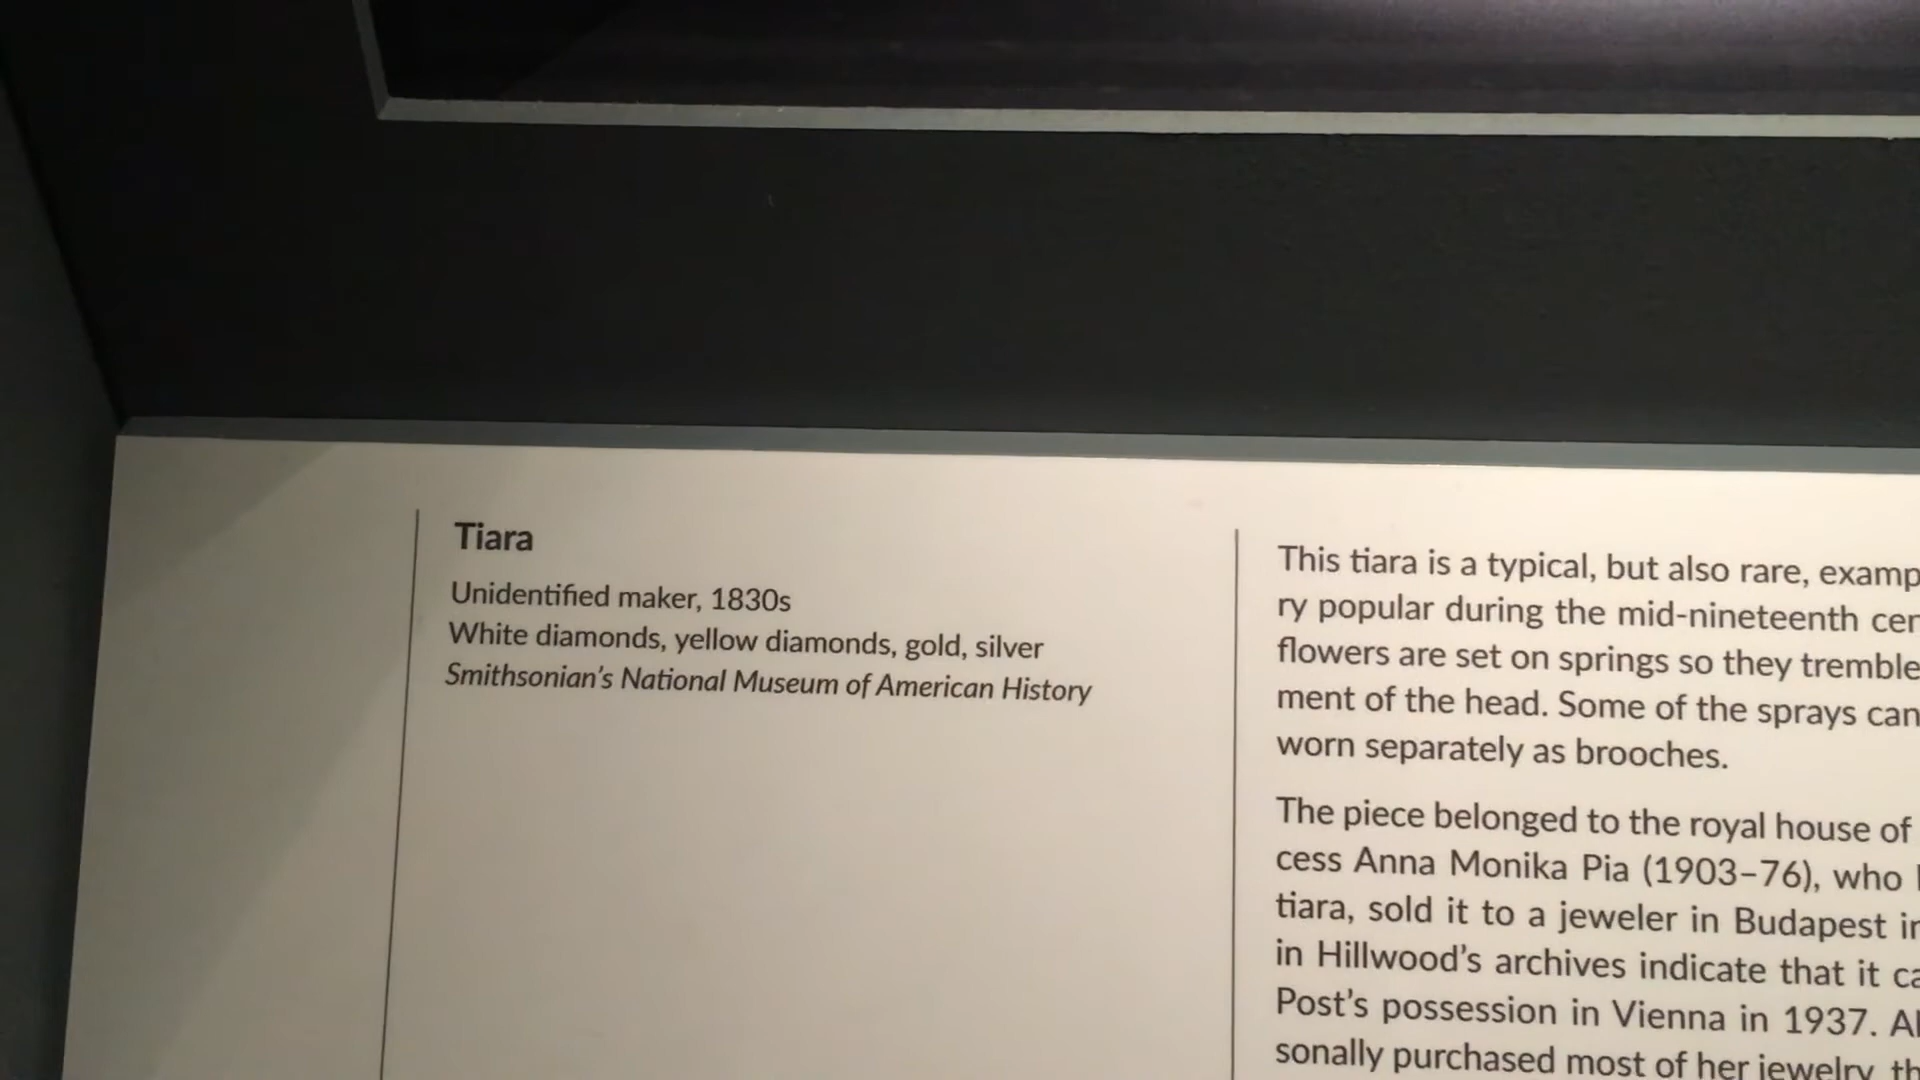 Tiara
Unidentified maker, 1830s
White diamonds, yellow diamonds, gold, silver
Smithsonian's National Museum of American History
This tiara is a typical, but also rare,
ry popular during the mid-nineteenth
flowers are set on springs so they tremble
ment of the head. Some of the sprays can
worn separately as brooches.
The piece belonged to the royal house of
cess Anna Monika Pia (1903–76), who
tiara, sold it to a jeweler in Budapest
in Hillwood's archives indicate that it
Post's possession in Vienna in 1937.
sonally purchased most of her jewelry,